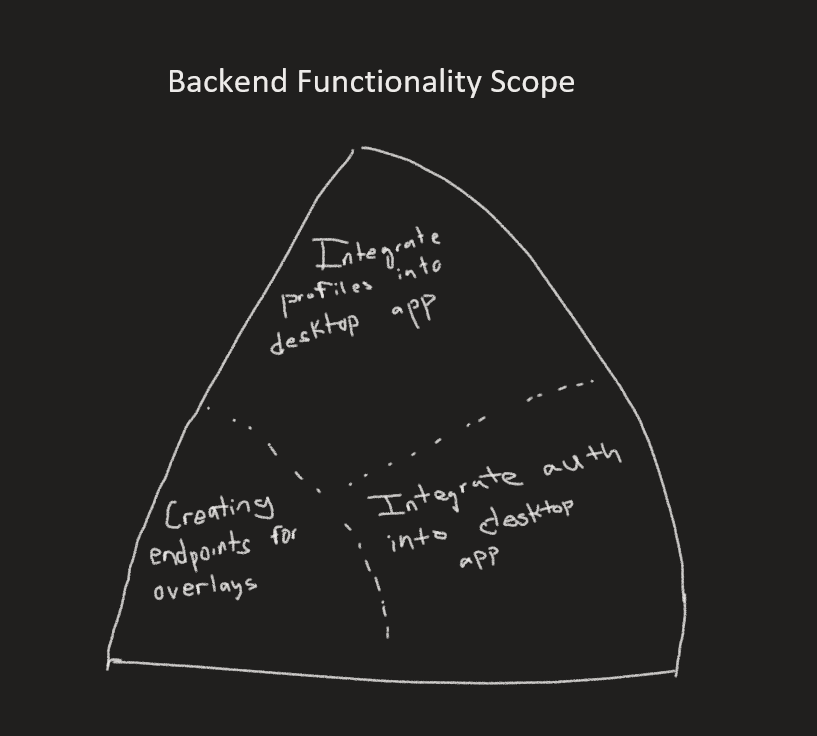 Backend Functionality Scope
Integrate
profiles into
desktop app
Creating
endpoints for
overlays
Integrate auth
into desktop
app